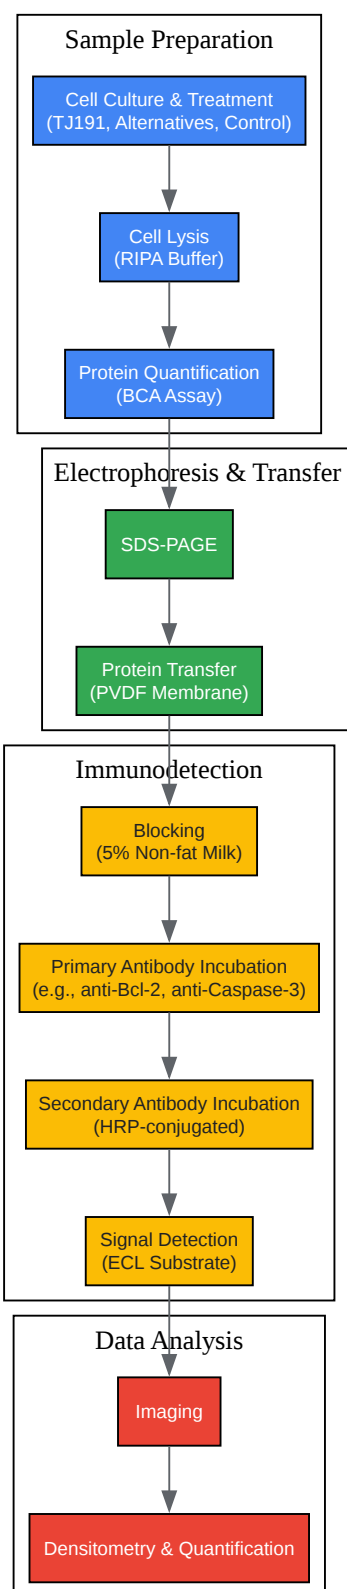 Sample Preparation
Cell Culture & Treatment
(TJ191, Alternatives, Control)
Cell Lysis
(RIPA Buffer)
Protein Quantification
(BCA Assay)
Electrophoresis & Transfer
SDS-PAGE
Protein Transfer
(PVDF Membrane)
Immunodetection
Blocking
(5% Non-fat Milk)
Primary Antibody Incubation
(e.g., anti-Bcl-2, anti-Caspase-3)
Secondary Antibody Incubation
(HRP-conjugated)
Signal Detection
(ECL Substrate)
Data Analysis
Imaging
Densitometry & Quantification